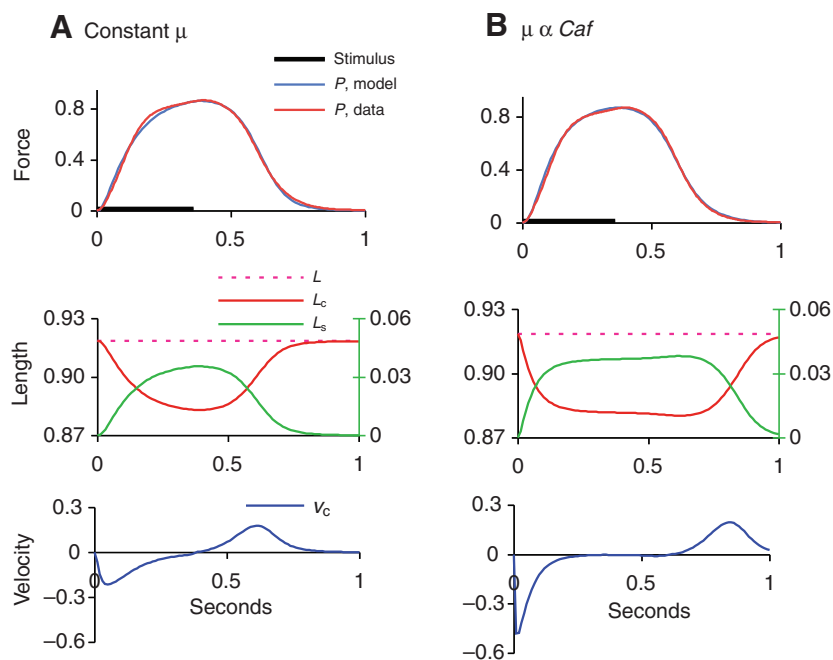 A Constant μ
Stimulus
P, model
P, data
Force
0.8
0.4
0
0 0.5 1
L
Lc
Ls
Length
0.93
0.90
0.87
0.06
0.03
0
0 0.5 1
vc
Velocity
0.3
0
−0.3
−0.6
0 0.5 1
Seconds
B μ α Caf
0.8
0.4
0
0 0.5 1
0.93
0.90
0.87
0.06
0.03
0
0 0.5 1
0.3
0
−0.3
−0.6
0 0.5 1
Seconds